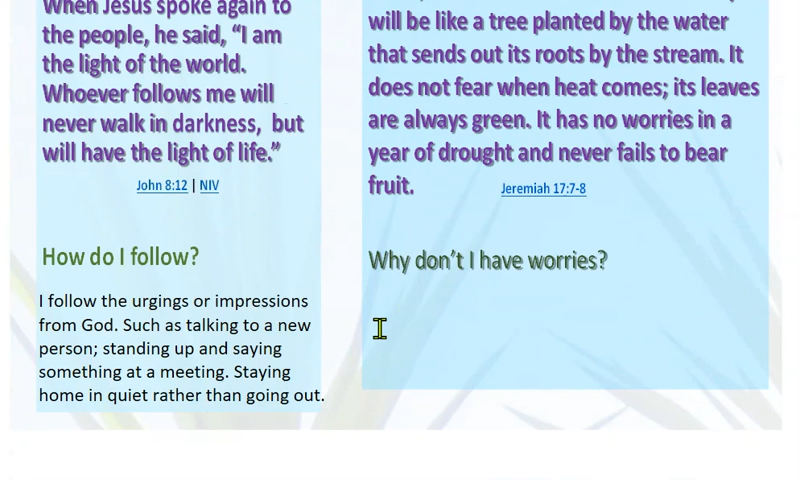 When Jesus spoke again to
the people, he said, “I am
the light of the world.
Whoever follows me will
never walk in darkness, but
will have the light of life.”
John 8:12 | NIV
How do I follow?
I follow the urgings or impressions
from God. Such as talking to a new
person; standing up and saying
something at a meeting. Staying
home in quiet rather than going out.
will be like a tree planted by the water
that sends out its roots by the stream. It
does not fear when heat comes; its leaves
are always green. It has no worries in a
year of drought and never fails to bear
fruit.
Jeremiah 17:7-8
Why don’t I have worries?